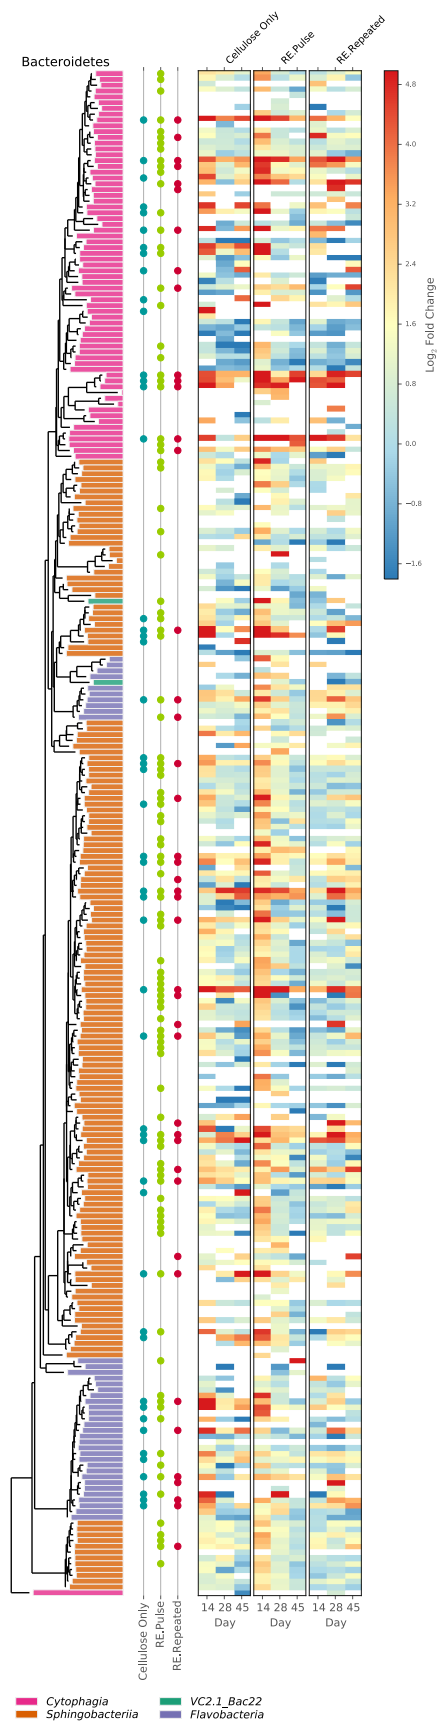 Cellulose Only
RE.Pulse
RE.Repeated
Bacteroidetes
4.8
4.0
3.2
2.4
1.6
0.8
0.0
−0.8
−1.6
Log2 Fold Change
Cellulose Only
RE.Pulse
RE.Repeated
14 28 45 14 28 45 14 28 45
Day Day Day
Cytophagia VC2.1_Bac22
Sphingobacteriia Flavobacteria